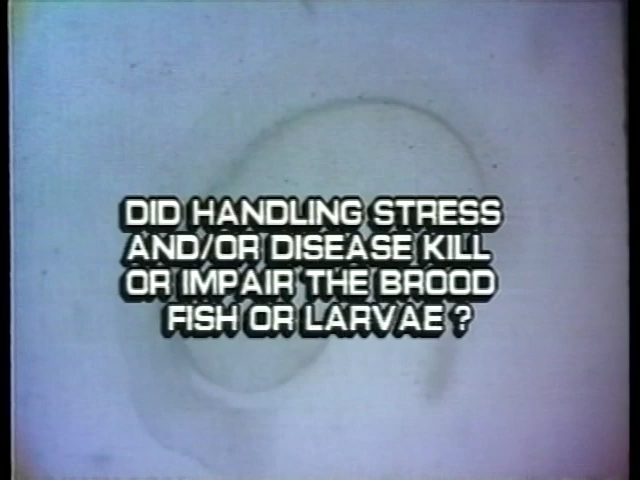 DID HANDLING STRESS
AND/OR DISEASE KILL
OR IMPAIR THE BROOD
FISH OR LARVAE ?